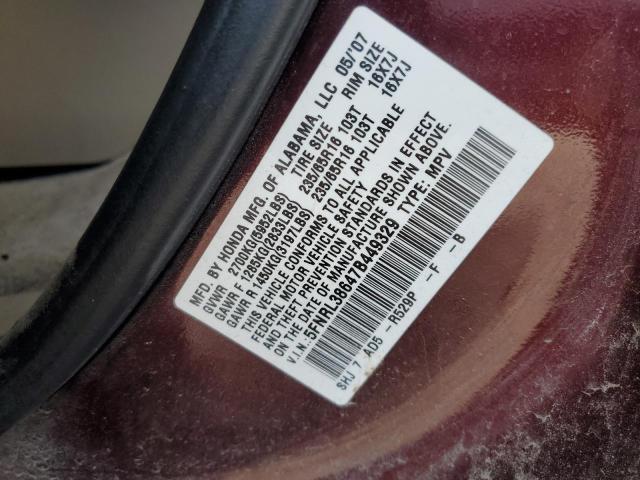 MFD. BY HONDA MFG. OF ALABAMA, LLC 05/'07
GVWR 2700KG(5952LBS) TIRE SIZE RIM SIZE
GAWR F 1285KG(2833LBS) 235/65R16 103T 16X7J
GAWR R 1450KG(3197LBS) 235/65R16 103T 16X7J
THIS VEHICLE CONFORMS TO ALL APPLICABLE
FEDERAL MOTOR VEHICLE SAFETY
AND THEFT PREVENTION STANDARDS IN EFFECT
ON THE DATE OF MANUFACTURE SHOWN ABOVE.
V.I.N.: 5FNRL38647B449329 TYPE: MPV
SHJ 7 AD5 -R529P -F -B